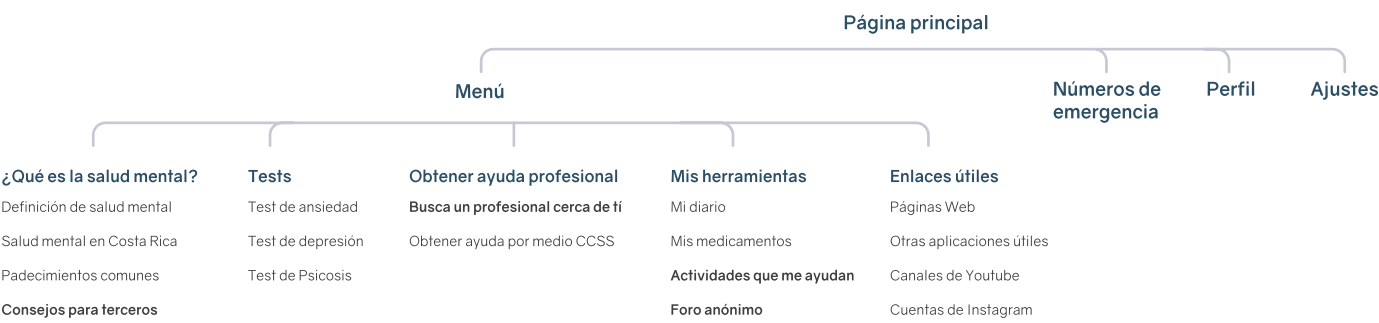 Página principal
Menú
Números de
emergencia
Perfil
Ajustes
¿Qué es la salud mental?
Definición de salud mental
Salud mental en Costa Rica
Padecimientos comunes
Consejos para terceros
Tests
Test de ansiedad
Test de depresión
Test de Psicosis
Obtener ayuda profesional
Busca un profesional cerca de tí
Obtener ayuda por medio CCSS
Mis herramientas
Mi diario
Mis medicamentos
Actividades que me ayudan
Foro anónimo
Enlaces útiles
Páginas Web
Otras aplicaciones útiles
Canales de Youtube
Cuentas de Instagram